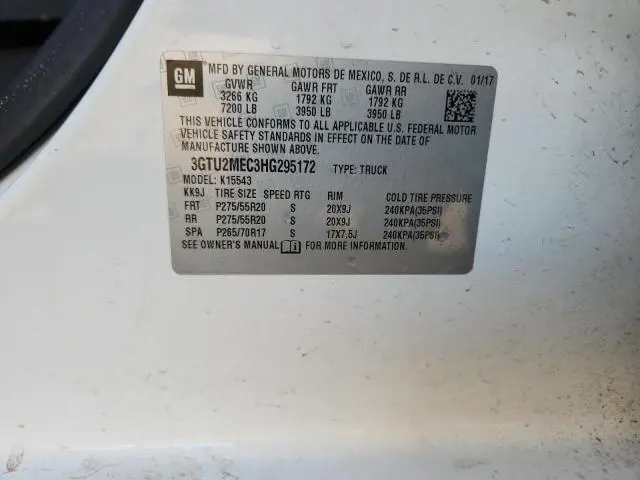 GM MFD BY GENERAL MOTORS DE MEXICO, S. DE R.L. DE C.V. 01/17
GVWR GAWR FRT GAWR RR
3266 KG 1792 KG 1792 KG
7200 LB 3950 LB 3950 LB
THIS VEHICLE CONFORMS TO ALL APPLICABLE U.S. FEDERAL MOTOR
VEHICLE SAFETY STANDARDS IN EFFECT ON THE DATE OF
MANUFACTURE SHOWN ABOVE.
3GTU2MEC3HG295172 TYPE: TRUCK
MODEL: K15543
KK9J TIRE SIZE SPEED RTG RIM COLD TIRE PRESSURE
FRT P275/55R20 S 20X9J 240KPA(35PSI)
RR P275/55R20 S 20X9J 240KPA(35PSI)
SPA P265/70R17 S 17X7.5J 240KPA(35PSI)
SEE OWNER'S MANUAL FOR MORE INFORMATION.